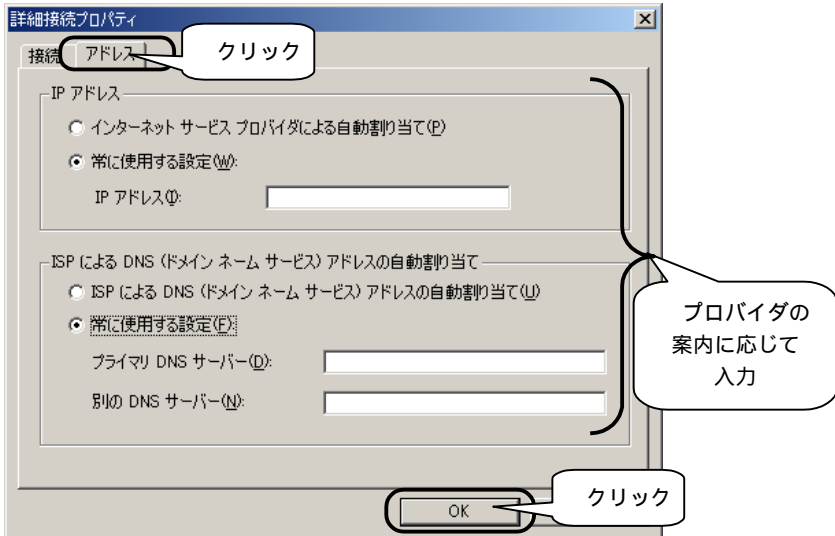 詳細接続プロパティ
接続 アドレス
クリック
IP アドレス
インターネット サービス プロバイダによる自動割り当て(P)
常に使用する設定(W):
IP アドレス(I):
ISP による DNS (ドメイン ネーム サービス) アドレスの自動割り当て
ISP による DNS (ドメイン ネーム サービス) アドレスの自動割り当て(U)
常に使用する設定(F):
プライマリ DNS サーバー(D):
別の DNS サーバー(N):
プロバイダの
案内に応じて
入力
OK
クリック